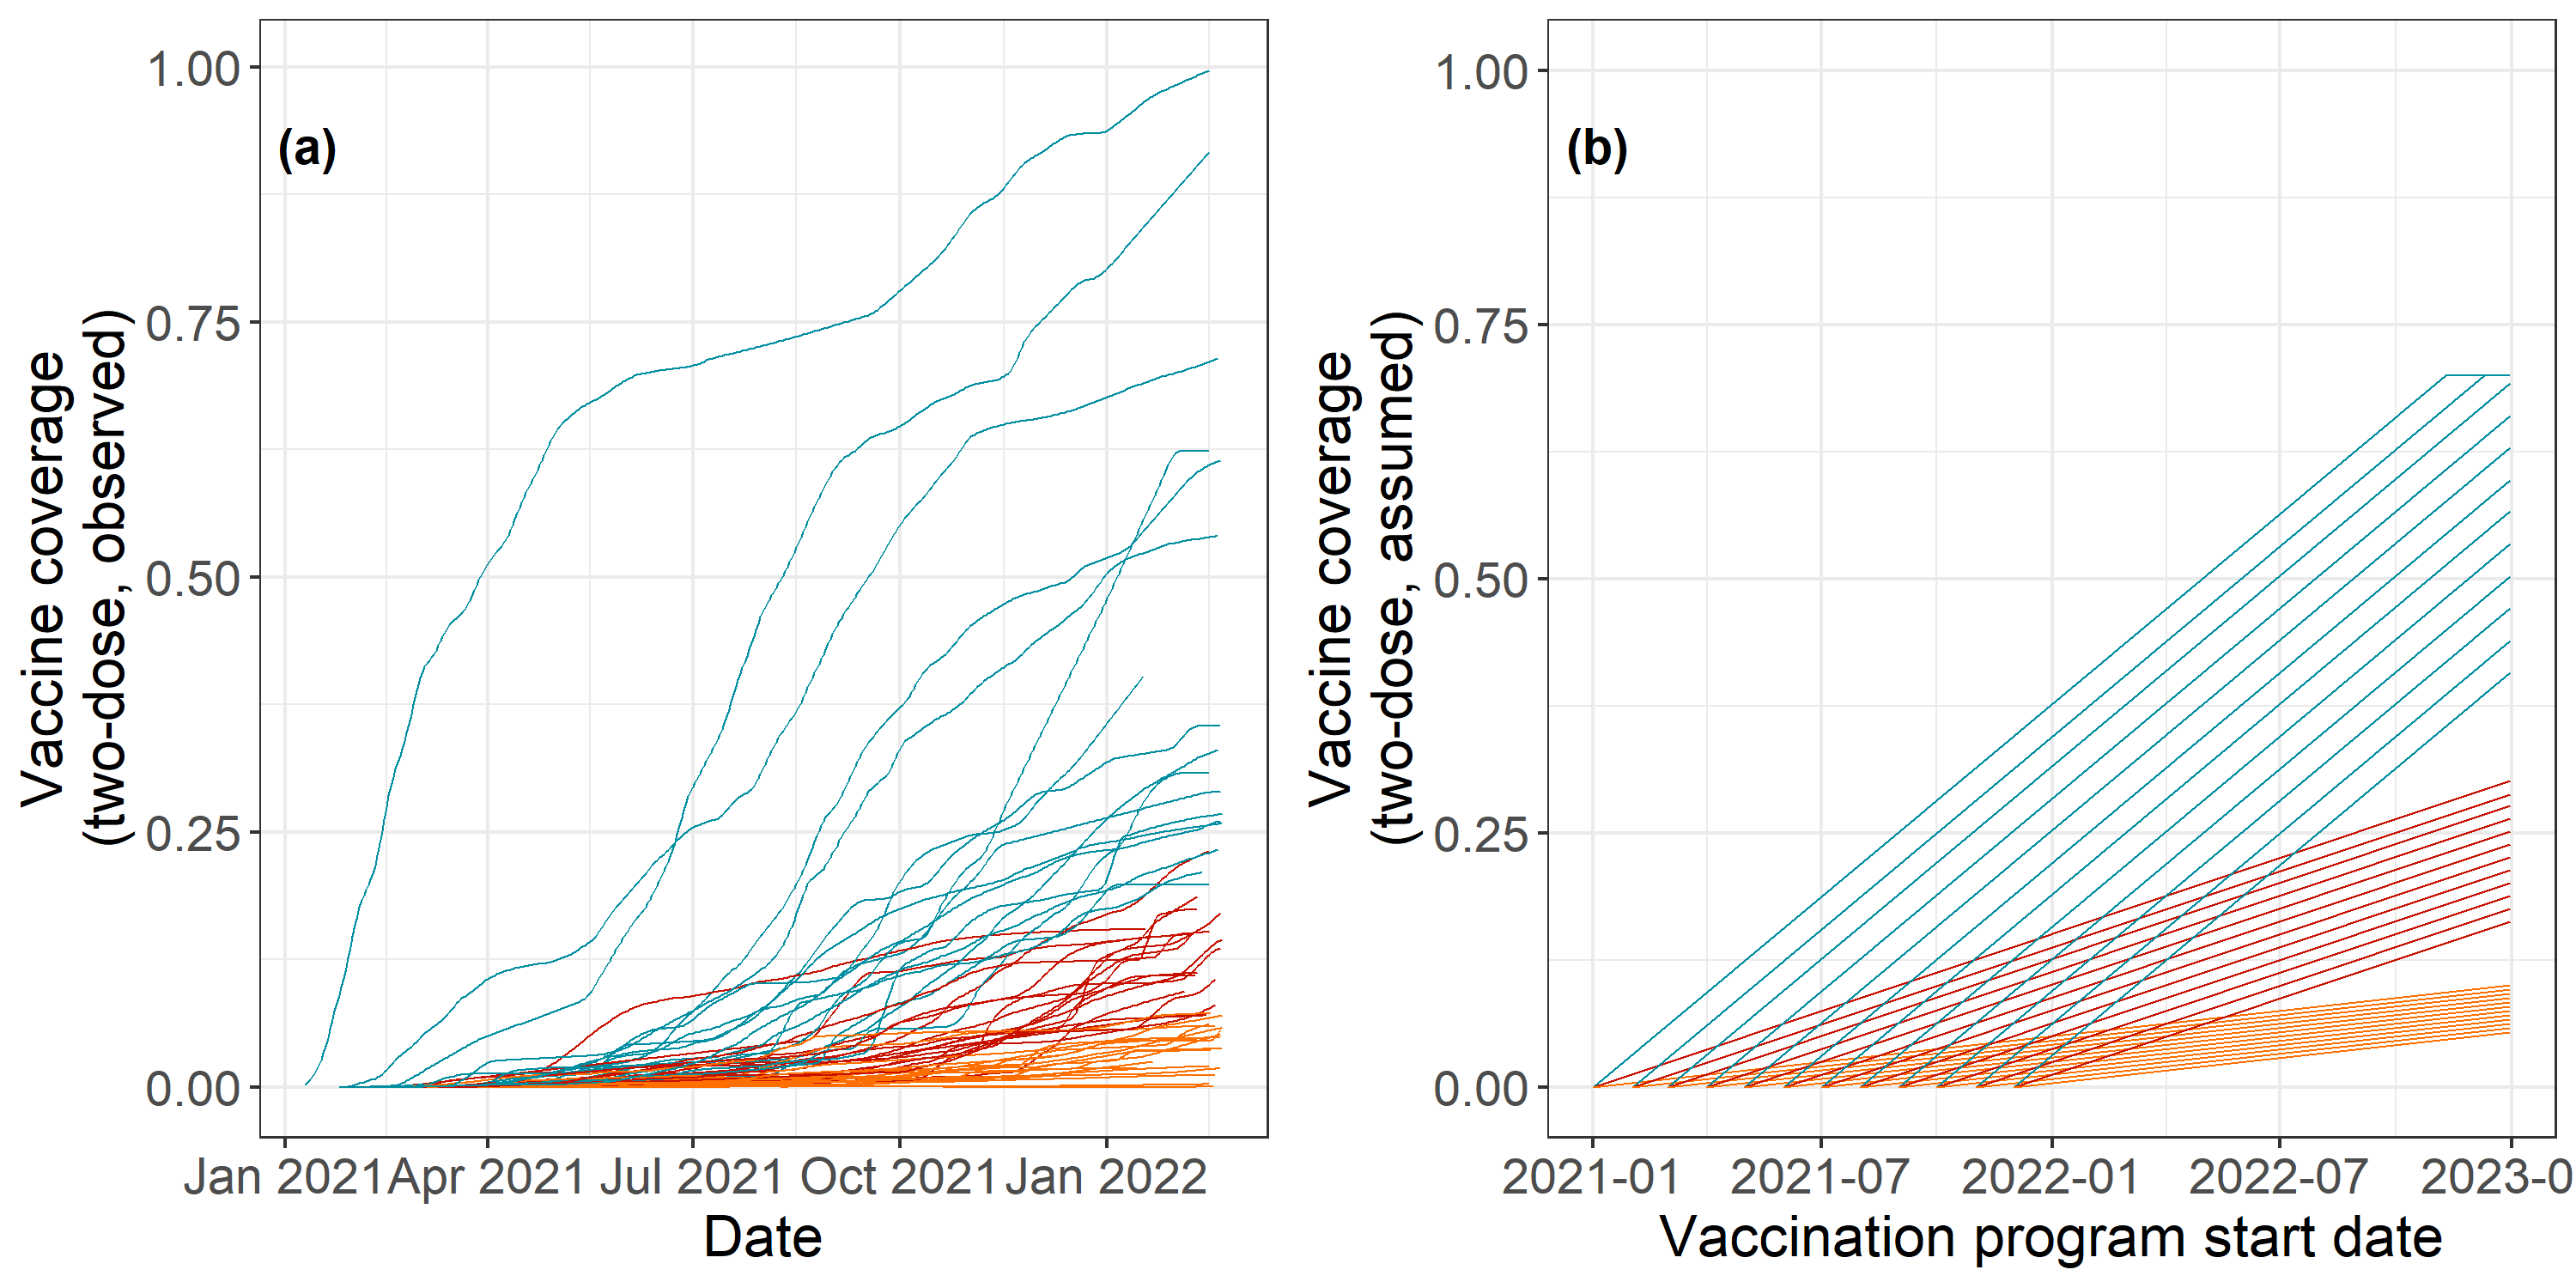 (a)
Vaccine coverage
(two-dose, observed)
1.00
0.75
0.50
0.25
0.00
Jan 2021 Apr 2021 Jul 2021 Oct 2021 Jan 2022
Date
(b)
Vaccine coverage
(two-dose, assumed)
1.00
0.75
0.50
0.25
0.00
2021-01 2021-07 2022-01 2022-07 2023-0
Vaccination program start date